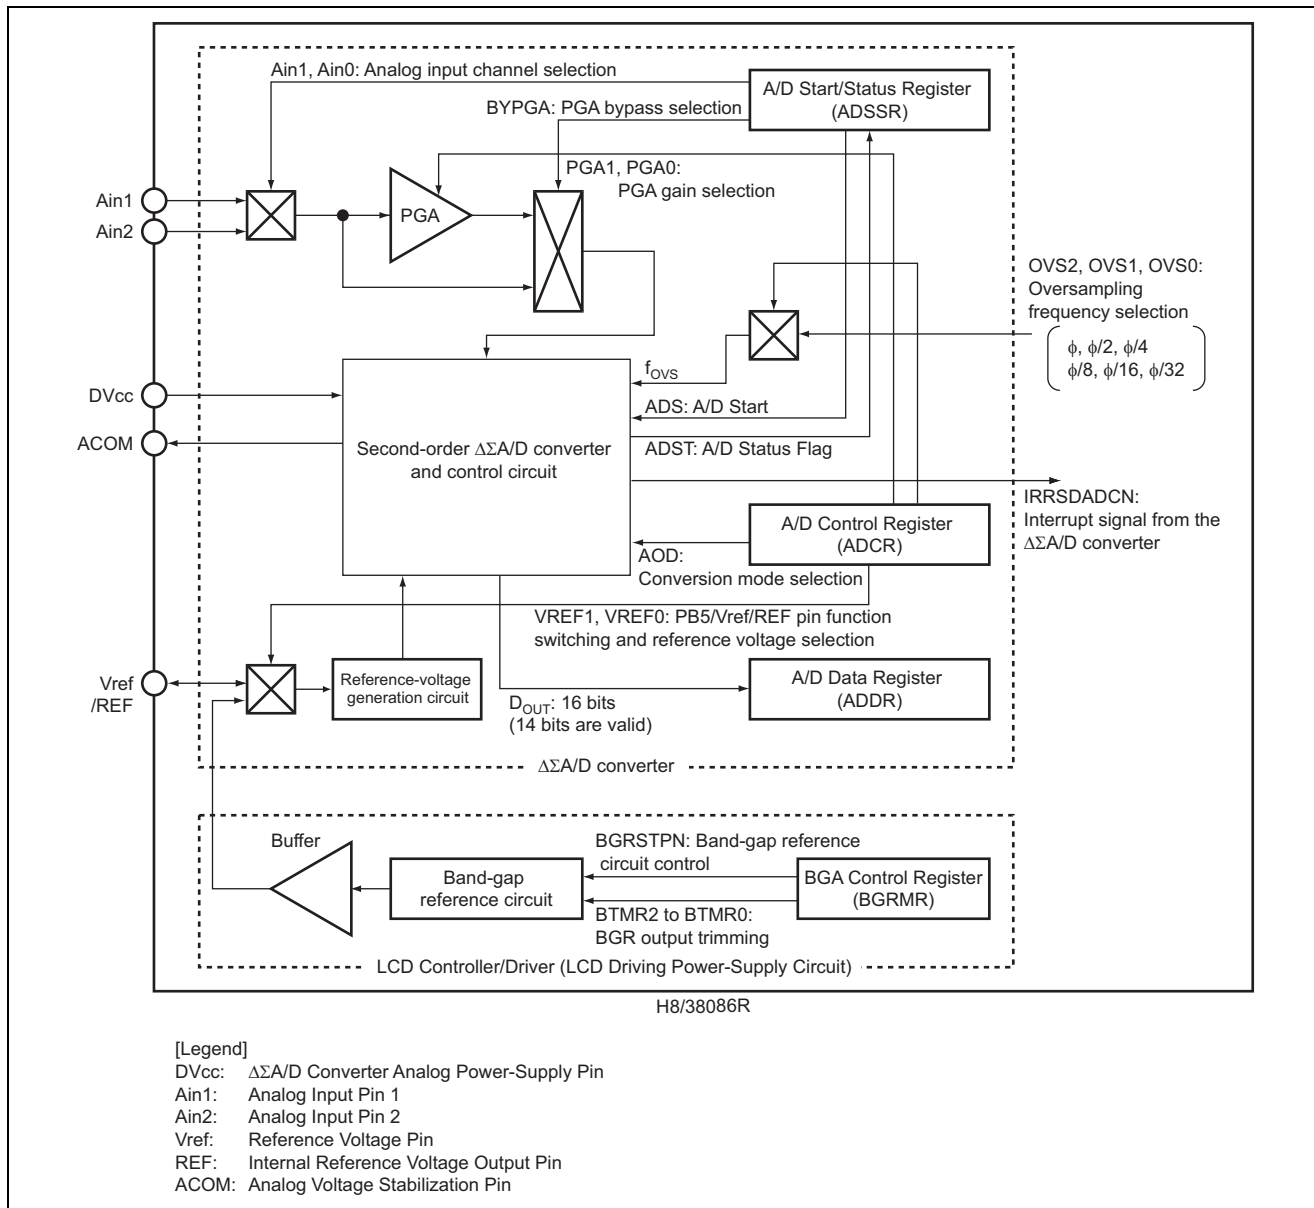 Ain1, Ain0: Analog input channel selection
A/D Start/Status Register
(ADSSR)
BYPGA: PGA bypass selection
PGA1, PGA0:
PGA gain selection
Ain1
Ain2
PGA
OVS2, OVS1, OVS0:
Oversampling
frequency selection
ϕ, ϕ/2, ϕ/4
ϕ/8, ϕ/16, ϕ/32
fOVS
DVcc
ADS: A/D Start
ACOM
Second-order ΔΣA/D converter
and control circuit
ADST: A/D Status Flag
IRRSDADCN:
Interrupt signal from the
ΔΣA/D converter
A/D Control Register
(ADCR)
AOD:
Conversion mode selection
VREF1, VREF0: PB5/Vref/REF pin function
switching and reference voltage selection
Vref
/REF
Reference-voltage
generation circuit
A/D Data Register
(ADDR)
DOUT: 16 bits
(14 bits are valid)
ΔΣA/D converter
Buffer
BGRSTPN: Band-gap reference
circuit control
Band-gap
reference circuit
BGA Control Register
(BGRMR)
BTMR2 to BTMR0:
BGR output trimming
LCD Controller/Driver (LCD Driving Power-Supply Circuit)
H8/38086R
[Legend]
DVcc: ΔΣA/D Converter Analog Power-Supply Pin
Ain1: Analog Input Pin 1
Ain2: Analog Input Pin 2
Vref: Reference Voltage Pin
REF: Internal Reference Voltage Output Pin
ACOM: Analog Voltage Stabilization Pin